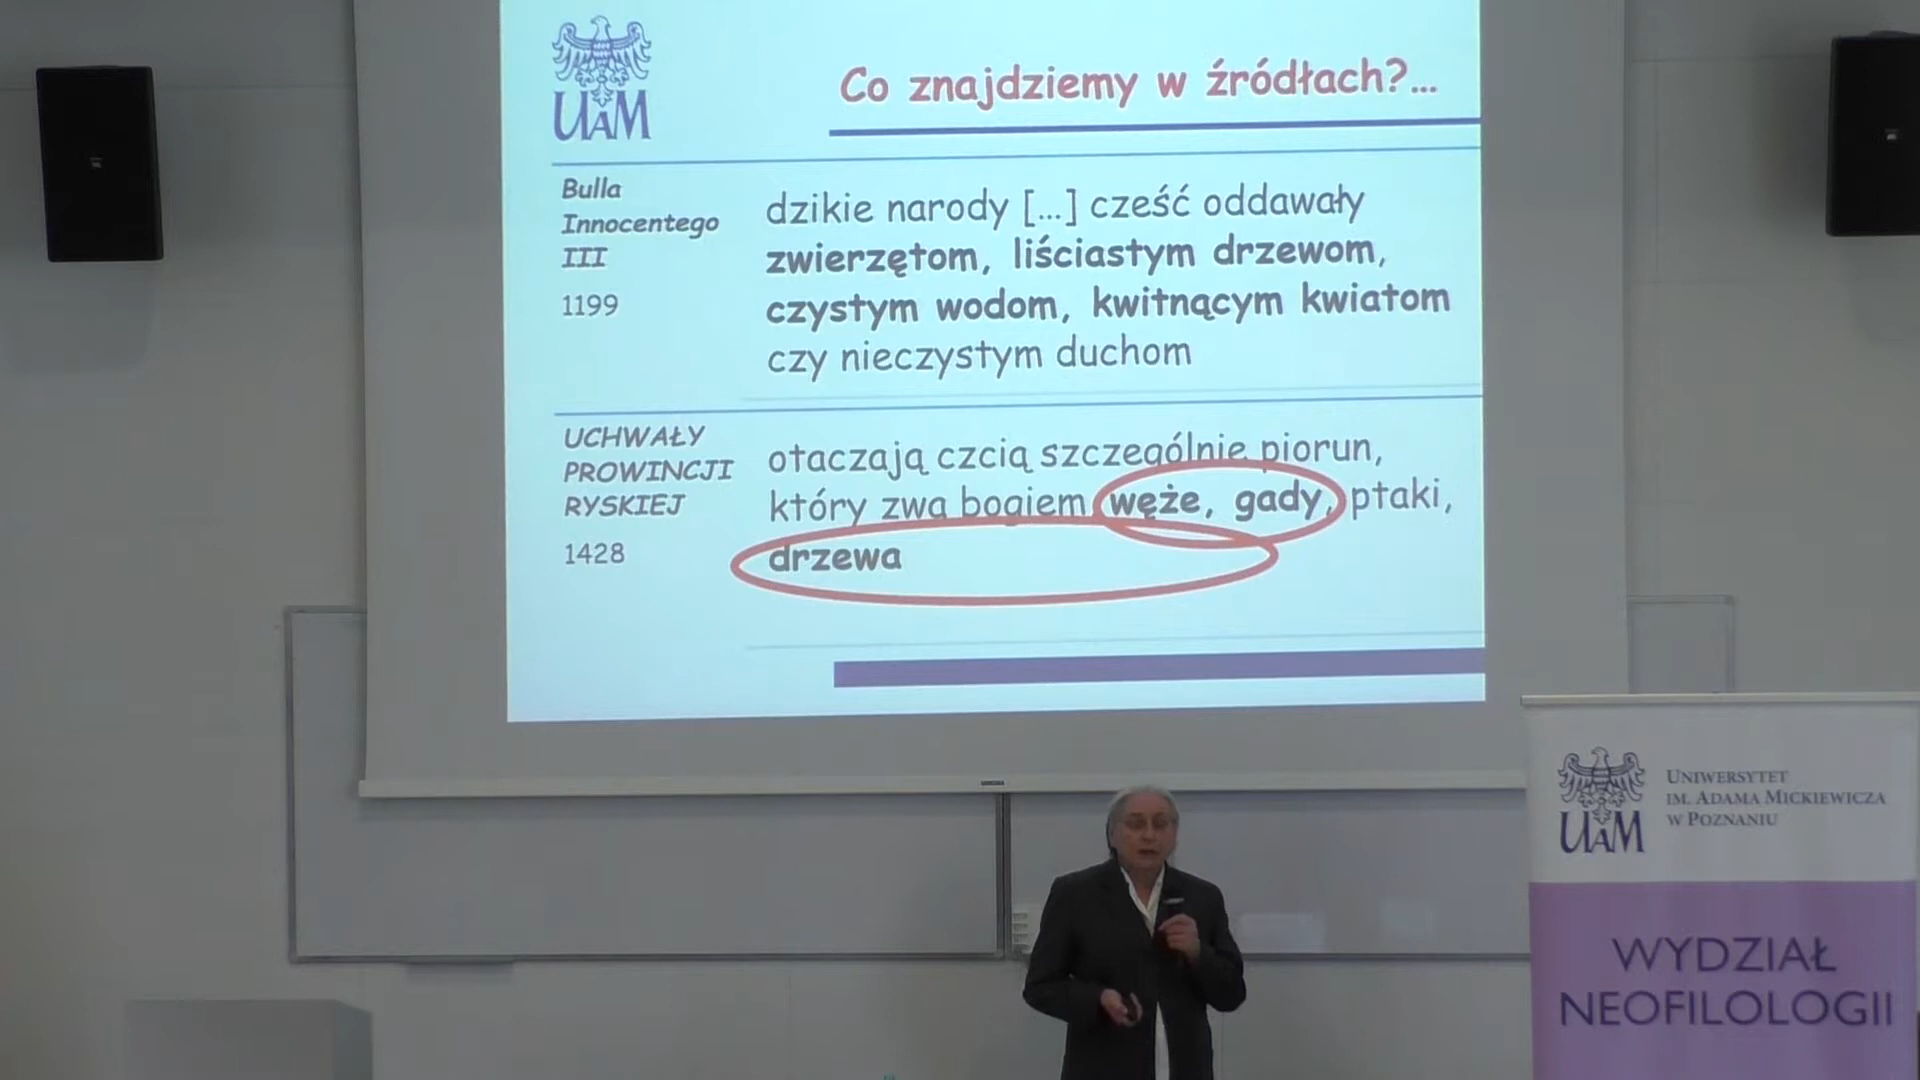 UAM
Co znajdziemy w źródłach?...
Bulla
Innocentego
III
1199
dzikie narody [...] cześć oddawały
zwierzętom, liściastym drzewom,
czystym wodom, kwitnącym kwiatom
czy nieczystym duchom
UCHWAŁY
PROWINCJI
RYSKIEJ
1428
otaczają czcią szczególnie piorun,
który zwą bogiem, węże, gady, ptaki,
drzewa
UAM
UNIWERSYTET
IM. ADAMA MICKIEWICZA
W POZNANIU
WYDZIAŁ
NEOFILOLOGII